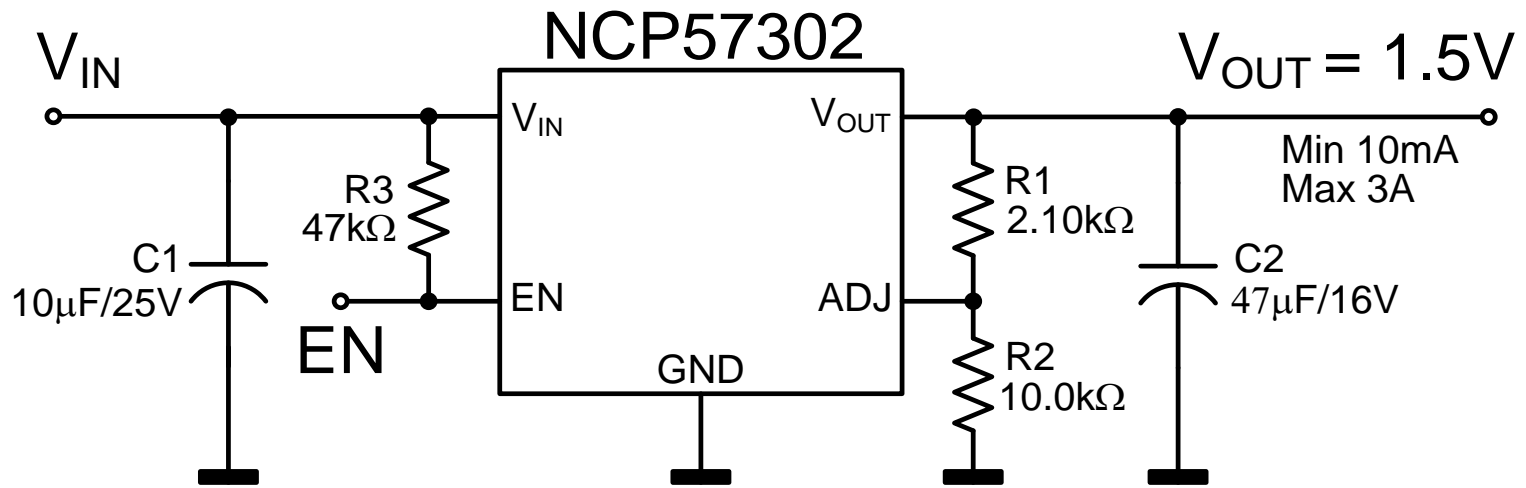 NCP57302
VIN
VOUT = 1.5V
VIN
VOUT
Min 10mA
Max 3A
R3
47kΩ
R1
2.10kΩ
C1
10μF/25V
C2
47μF/16V
EN
ADJ
EN
GND
R2
10.0kΩ